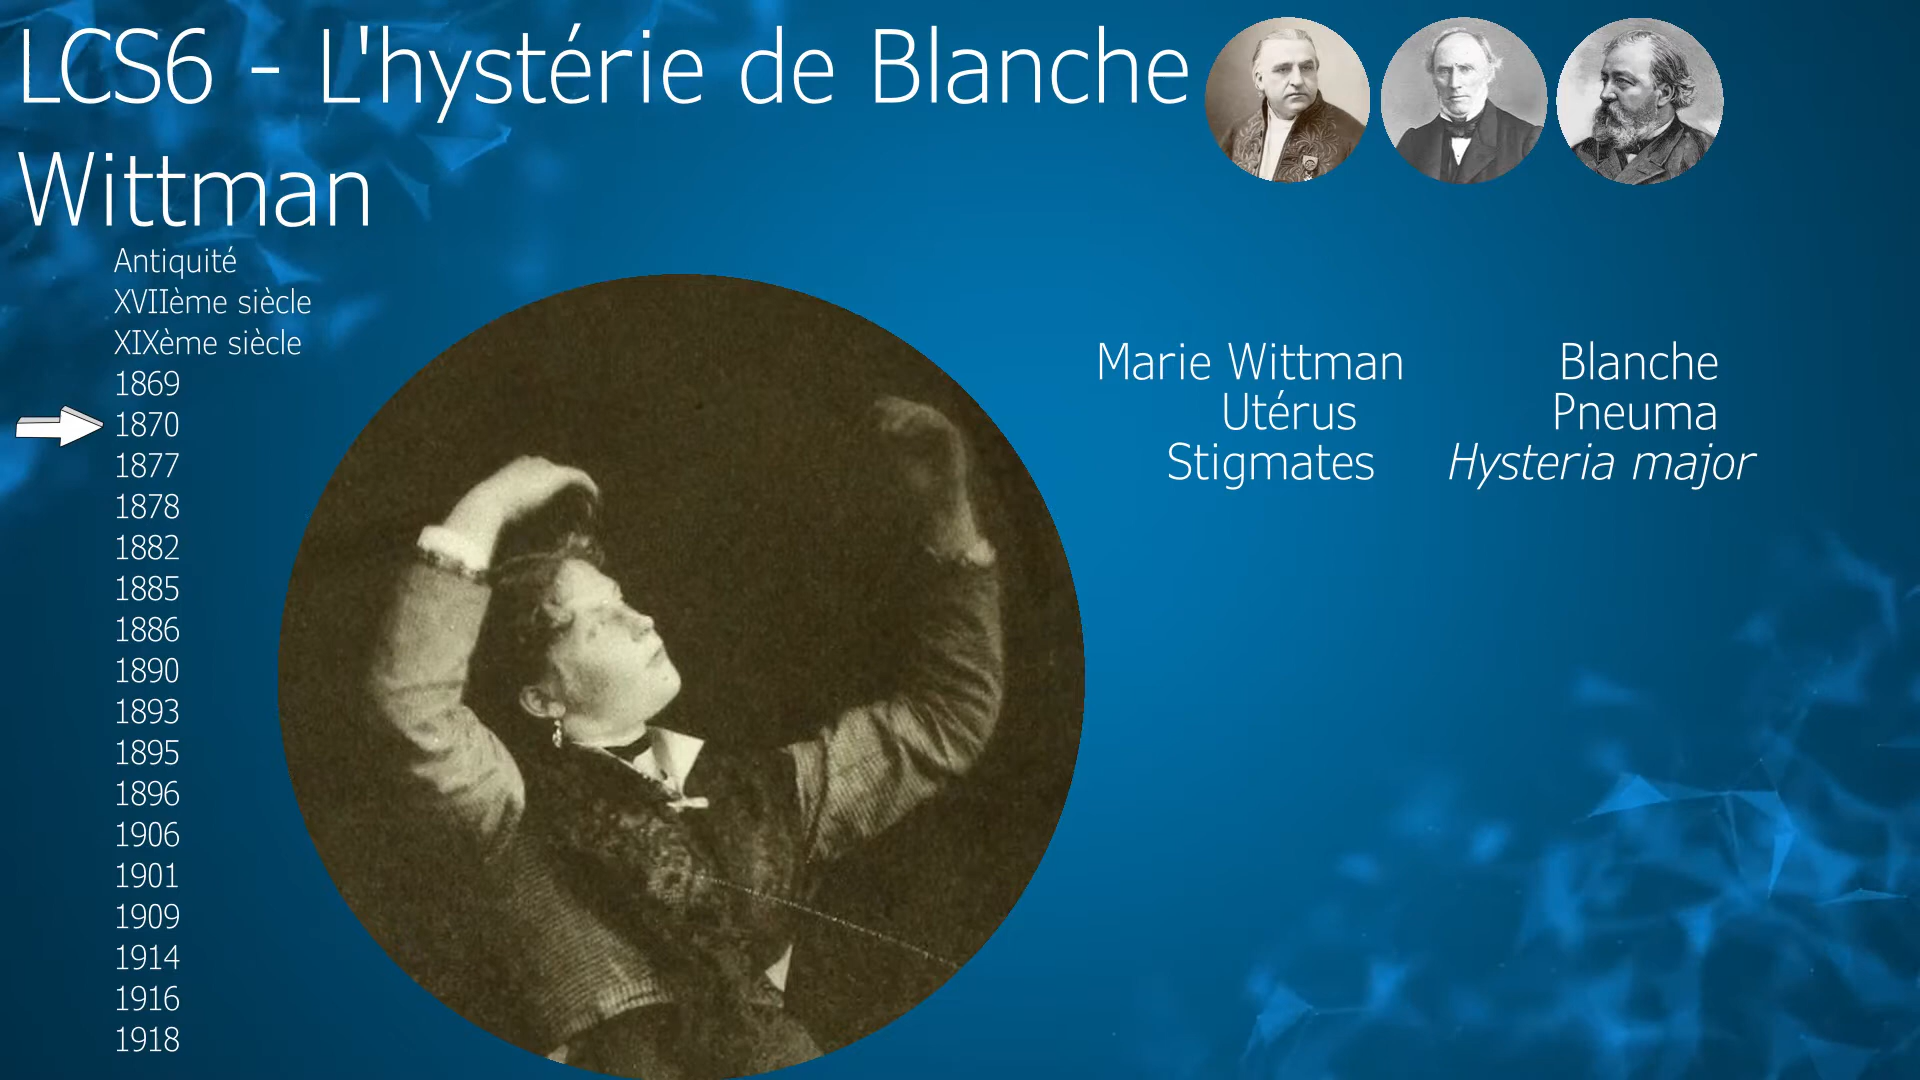 LCS6 - L'hystérie de Blanche
Wittman
Antiquité
XVIIème siècle
XIXème siècle
1869
1870
1877
1878
1882
1885
1886
1890
1893
1895
1896
1906
1901
1909
1914
1916
1918
Marie Wittman Blanche
Utérus Pneuma
Stigmates Hysteria major